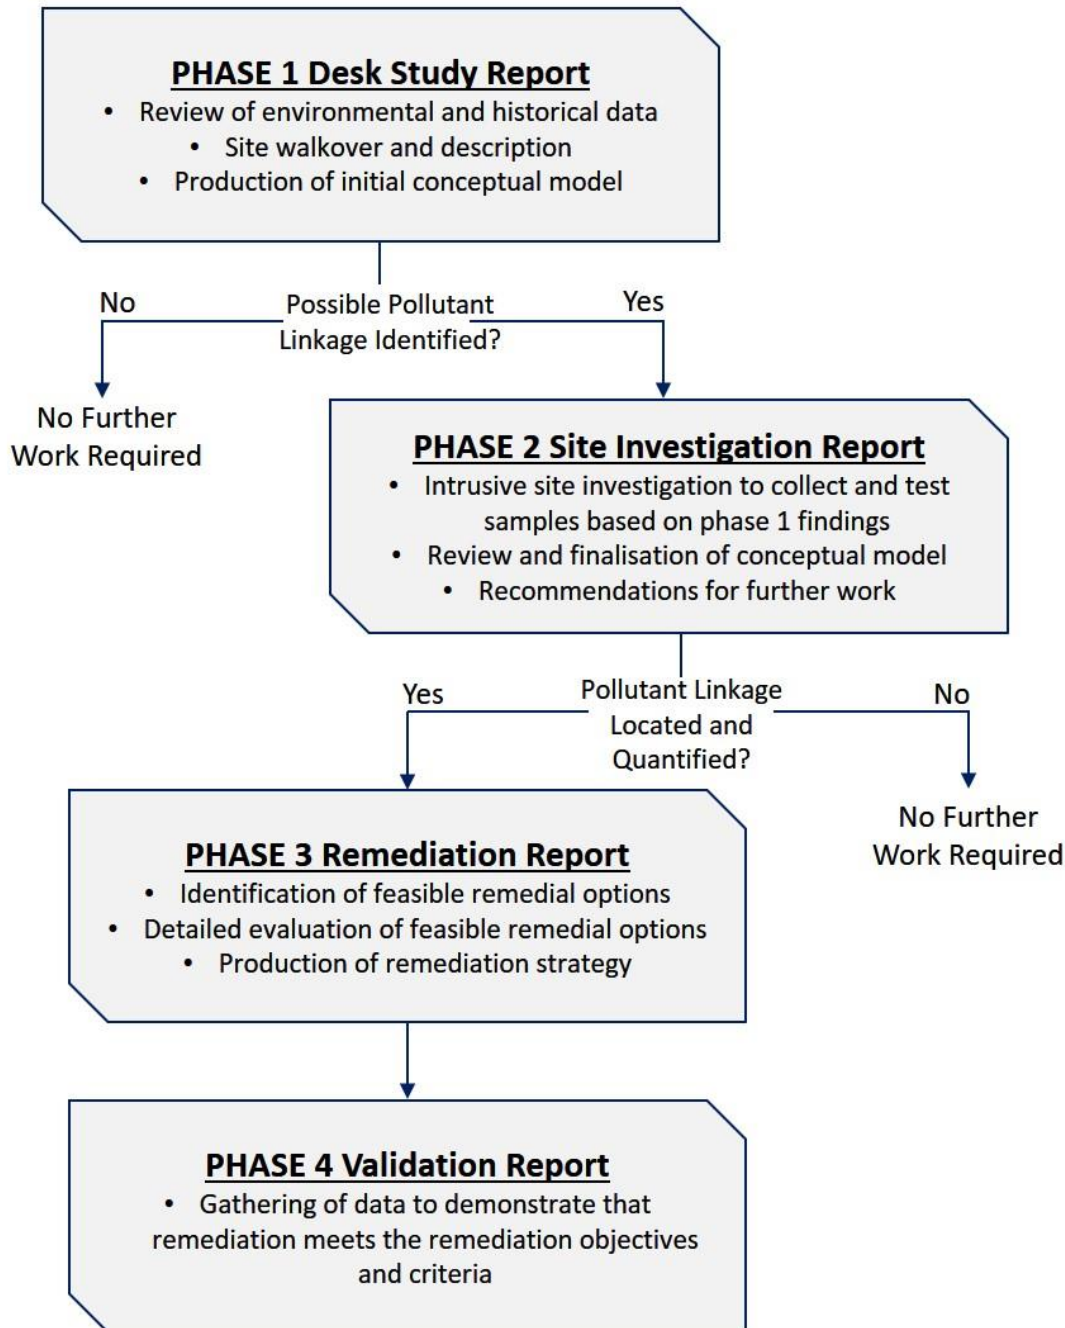 PHASE 1 Desk Study Report
• Review of environmental and historical data
• Site walkover and description
• Production of initial conceptual model
No
Possible Pollutant
Linkage Identified?
Yes
No Further
Work Required
PHASE 2 Site Investigation Report
• Intrusive site investigation to collect and test
samples based on phase 1 findings
• Review and finalisation of conceptual model
• Recommendations for further work
Yes
Pollutant Linkage
Located and
Quantified?
No
No Further
Work Required
PHASE 3 Remediation Report
• Identification of feasible remedial options
• Detailed evaluation of feasible remedial options
• Production of remediation strategy
PHASE 4 Validation Report
• Gathering of data to demonstrate that
remediation meets the remediation objectives
and criteria